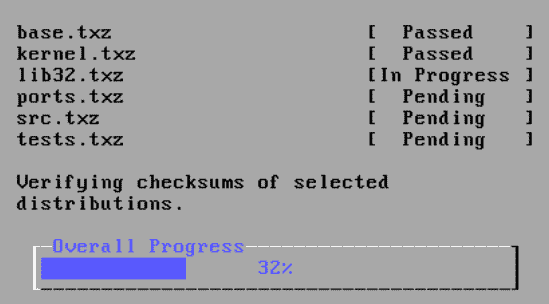 base.txz [ Passed ]
kernel.txz [ Passed ]
lib32.txz [In Progress ]
ports.txz [ Pending ]
src.txz [ Pending ]
tests.txz [ Pending ]
Verifying checksums of selected
distributions.
Overall Progress
32%